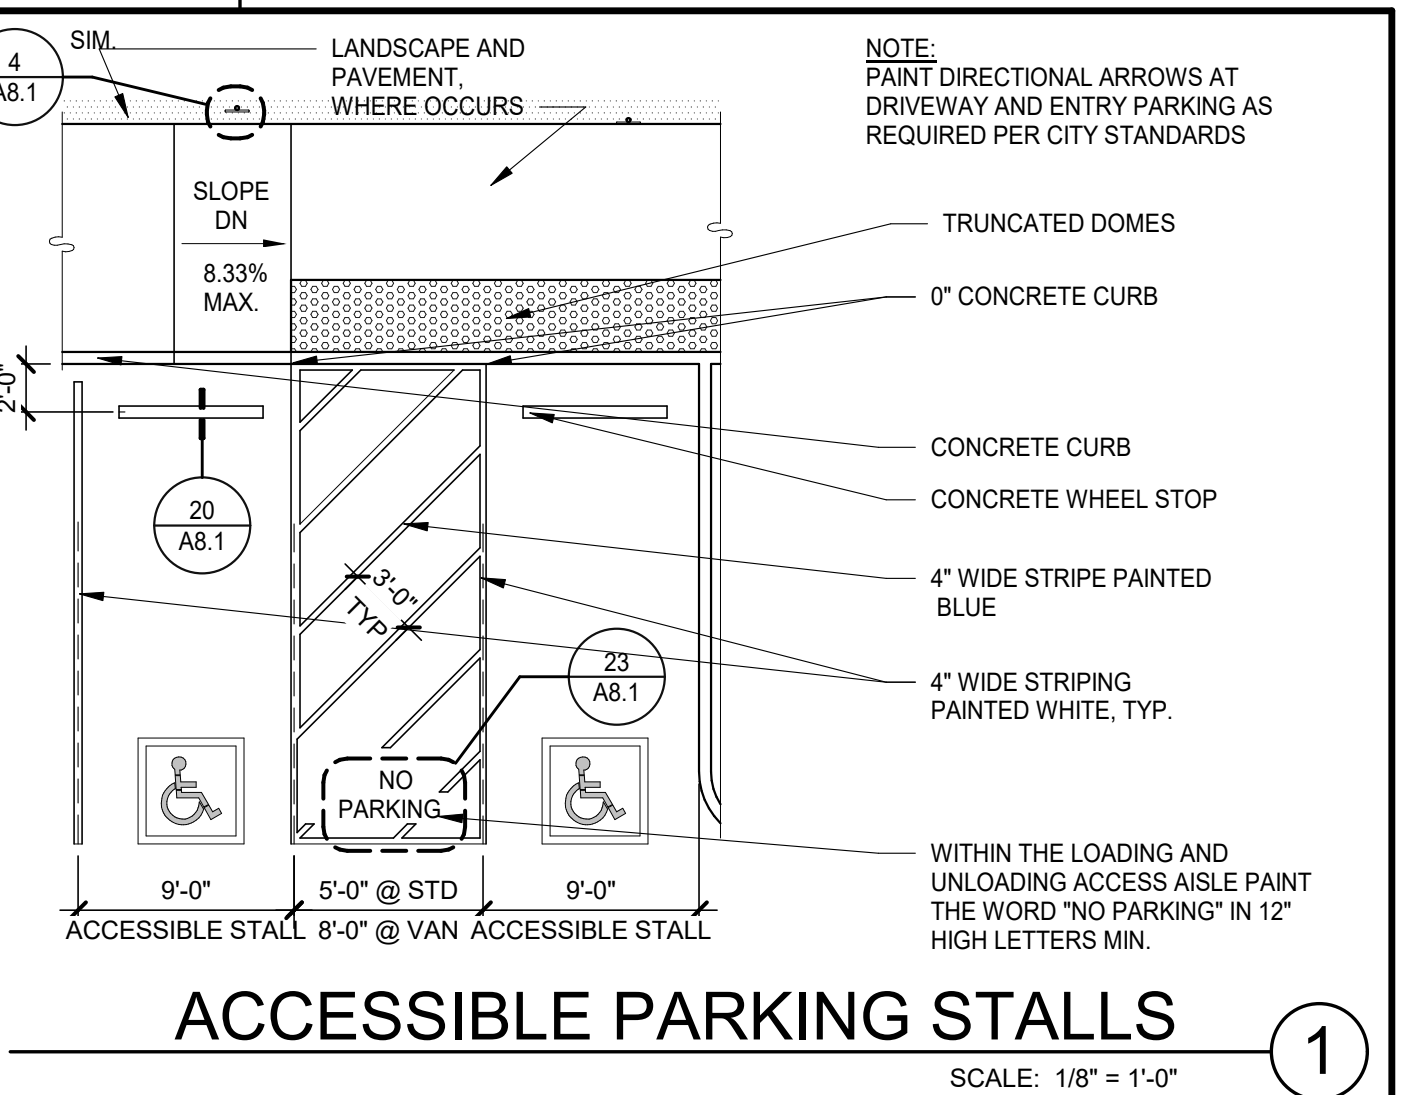 4
A8.1
SIM.
LANDSCAPE AND
PAVEMENT,
WHERE OCCURS
NOTE:
PAINT DIRECTIONAL ARROWS AT
DRIVEWAY AND ENTRY PARKING AS
REQUIRED PER CITY STANDARDS
SLOPE
DN
8.33%
MAX.
TRUNCATED DOMES
0" CONCRETE CURB
2'-0"
CONCRETE CURB
CONCRETE WHEEL STOP
20
A8.1
4" WIDE STRIPE PAINTED
BLUE
3'-0"
TYP
23
A8.1
4" WIDE STRIPING
PAINTED WHITE, TYP.
NO
PARKING
WITHIN THE LOADING AND
UNLOADING ACCESS AISLE PAINT
THE WORD "NO PARKING" IN 12"
HIGH LETTERS MIN.
9'-0" 5'-0" @ STD 9'-0"
ACCESSIBLE STALL 8'-0" @ VAN ACCESSIBLE STALL
ACCESSIBLE PARKING STALLS
1
SCALE: 1/8" = 1'-0"